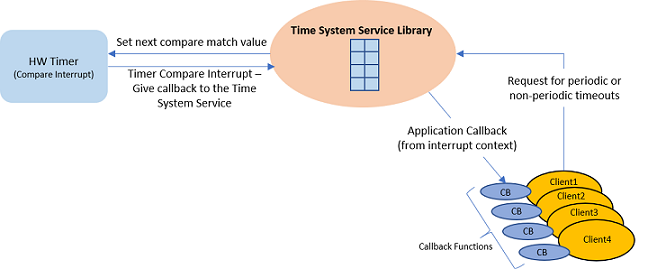 Time System Service Library
HW Timer
(Compare Interrupt)
Set next compare match value
Timer Compare Interrupt –
Give callback to the Time
System Service
Request for periodic or
non-periodic timeouts
Application Callback
(from interrupt context)
CB
CB
CB
CB
Client1
Client2
Client3
Client4
Callback Functions